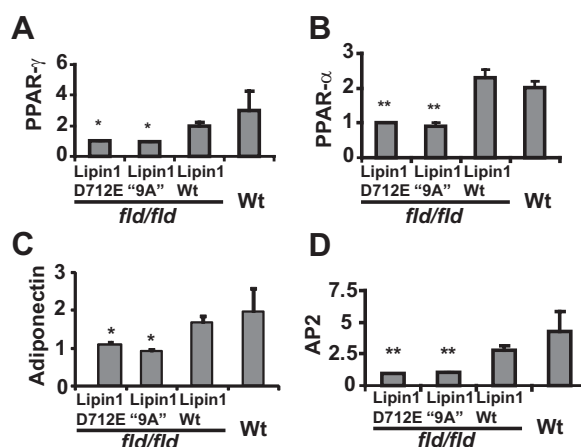 A
PPAR-γ
6
4
2
0
*
*
Lipin1 Lipin1 Lipin1
D712E “9A” Wt
fld/fld
Wt
B
PPAR-α
3
2
1
0
**
**
Lipin1 Lipin1 Lipin1
D712E “9A” Wt
fld/fld
Wt
C
Adiponectin
3
2
1
0
*
*
Lipin1 Lipin1 Lipin1
D712E “9A” Wt
fld/fld
Wt
D
AP2
7.5
5
2.5
0
**
**
Lipin1 Lipin1 Lipin1
D712E “9A” Wt
fld/fld
Wt